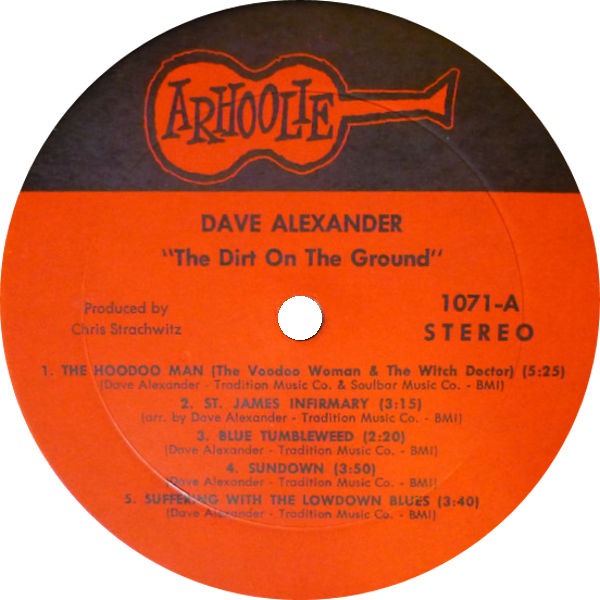 ARHOOLIE
DAVE ALEXANDER
"The Dirt On The Ground"
Produced by
Chris Strachwitz
1071-A
STEREO
1. THE HOODOO MAN (The Voodoo Woman & The Witch Doctor) (5:25)
(Dave Alexander - Tradition Music Co. & Soulbar Music Co. - BMI)
2. ST. JAMES INFIRMARY (3:15)
(arr. by Dave Alexander - Tradition Music Co. - BMI)
3. BLUE TUMBLEWEED (2:20)
(Dave Alexander - Tradition Music Co. - BMI)
4. SUNDOWN (3:50)
(Dave Alexander - Tradition Music Co. - BMI)
5. SUFFERING WITH THE LOWDOWN BLUES (3:40)
(Dave Alexander - Tradition Music Co. - BMI)